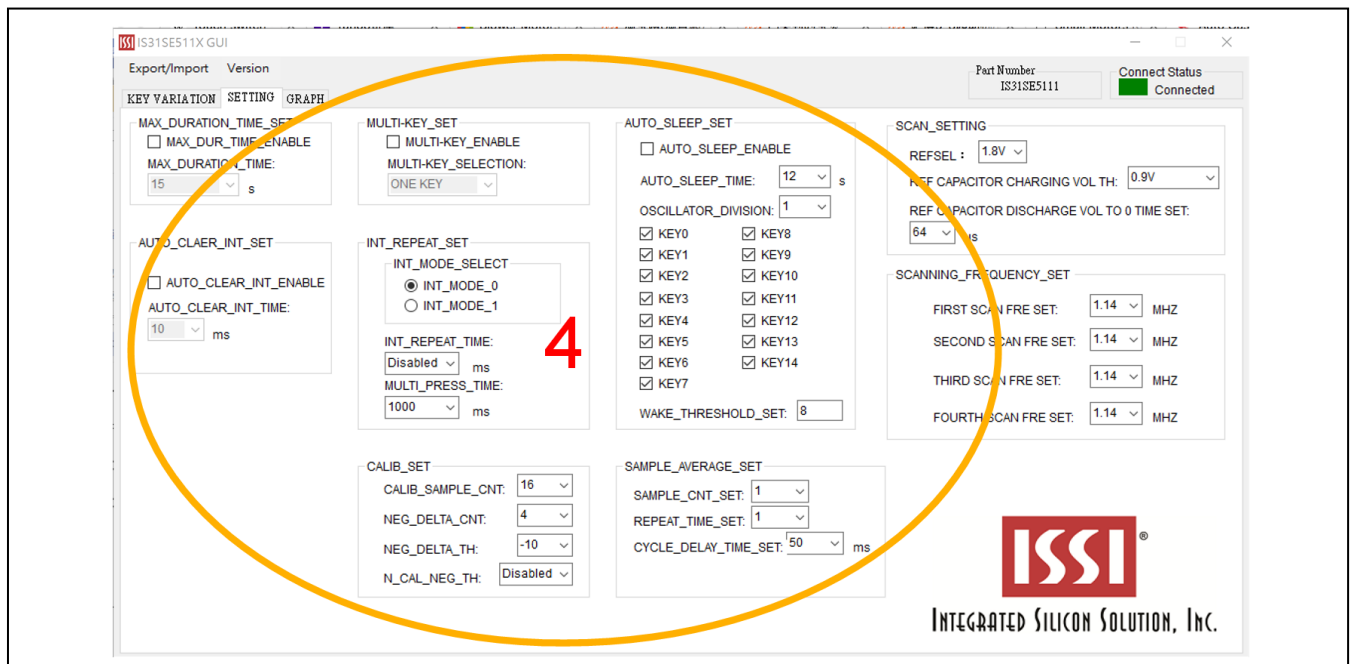 IS31SE511X GUI
Export/Import Version
Part Number
IS31SE5111
Connect Status
Connected
KEY VARIATION SETTING GRAPH
MAX_DURATION_TIME_SET
MAX_DUR_TIME_ENABLE
MAX_DURATION_TIME:
15 s
AUTO_CLAER_INT_SET
AUTO_CLEAR_INT_ENABLE
AUTO_CLEAR_INT_TIME:
10 ms
MULTI-KEY_SET
MULTI-KEY_ENABLE
MULTI-KEY_SELECTION:
ONE KEY
INT_REPEAT_SET
INT_MODE_SELECT
INT_MODE_0
INT_MODE_1
INT_REPEAT_TIME:
Disabled ms
MULTI_PRESS_TIME:
1000 ms
4
CALIB_SET
CALIB_SAMPLE_CNT: 16
NEG_DELTA_CNT: 4
NEG_DELTA_TH: -10
N_CAL_NEG_TH: Disabled
AUTO_SLEEP_SET
AUTO_SLEEP_ENABLE
AUTO_SLEEP_TIME: 12 s
OSCILLATOR_DIVISION: 1
KEY0 KEY8
KEY1 KEY9
KEY2 KEY10
KEY3 KEY11
KEY4 KEY12
KEY5 KEY13
KEY6 KEY14
KEY7
WAKE_THRESHOLD_SET: 8
SAMPLE_AVERAGE_SET
SAMPLE_CNT_SET: 1
REPEAT_TIME_SET: 1
CYCLE_DELAY_TIME_SET: 50 ms
SCAN_SETTING
REFSEL : 1.8V
REF CAPACITOR CHARGING VOL TH: 0.9V
REF CAPACITOR DISCHARGE VOL TO 0 TIME SET:
64
SCANNING_FREQUENCY_SET
FIRST SCAN FRE SET: 1.14 MHZ
SECOND SCAN FRE SET: 1.14 MHZ
THIRD SCAN FRE SET: 1.14 MHZ
FOURTH SCAN FRE SET: 1.14 MHZ
ISSI®
INTEGRATED SILICON SOLUTION, INC.